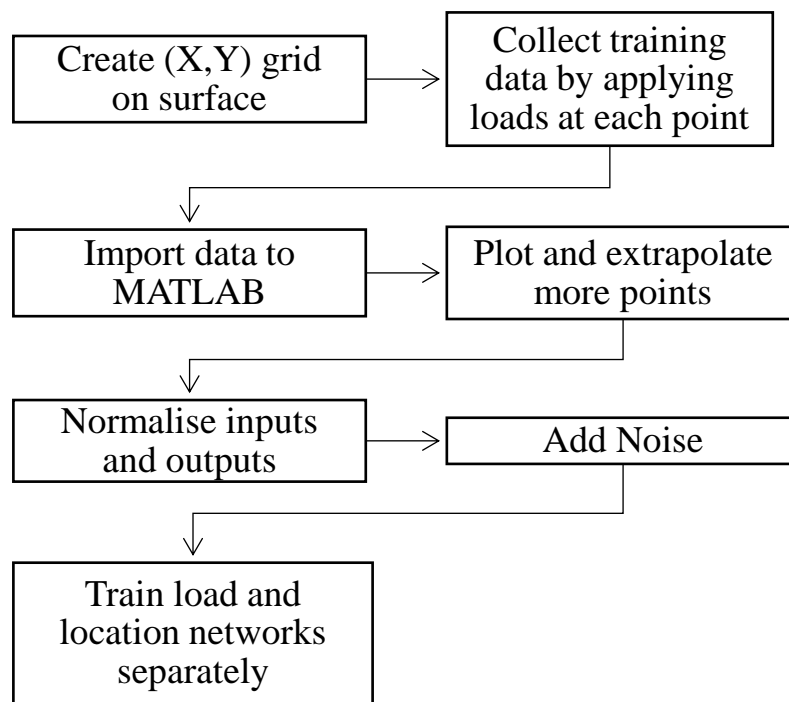 Create (X,Y) grid
on surface
Collect training
data by applying
loads at each point
Import data to
MATLAB
Plot and extrapolate
more points
Normalise inputs
and outputs
Add Noise
Train load and
location networks
separately